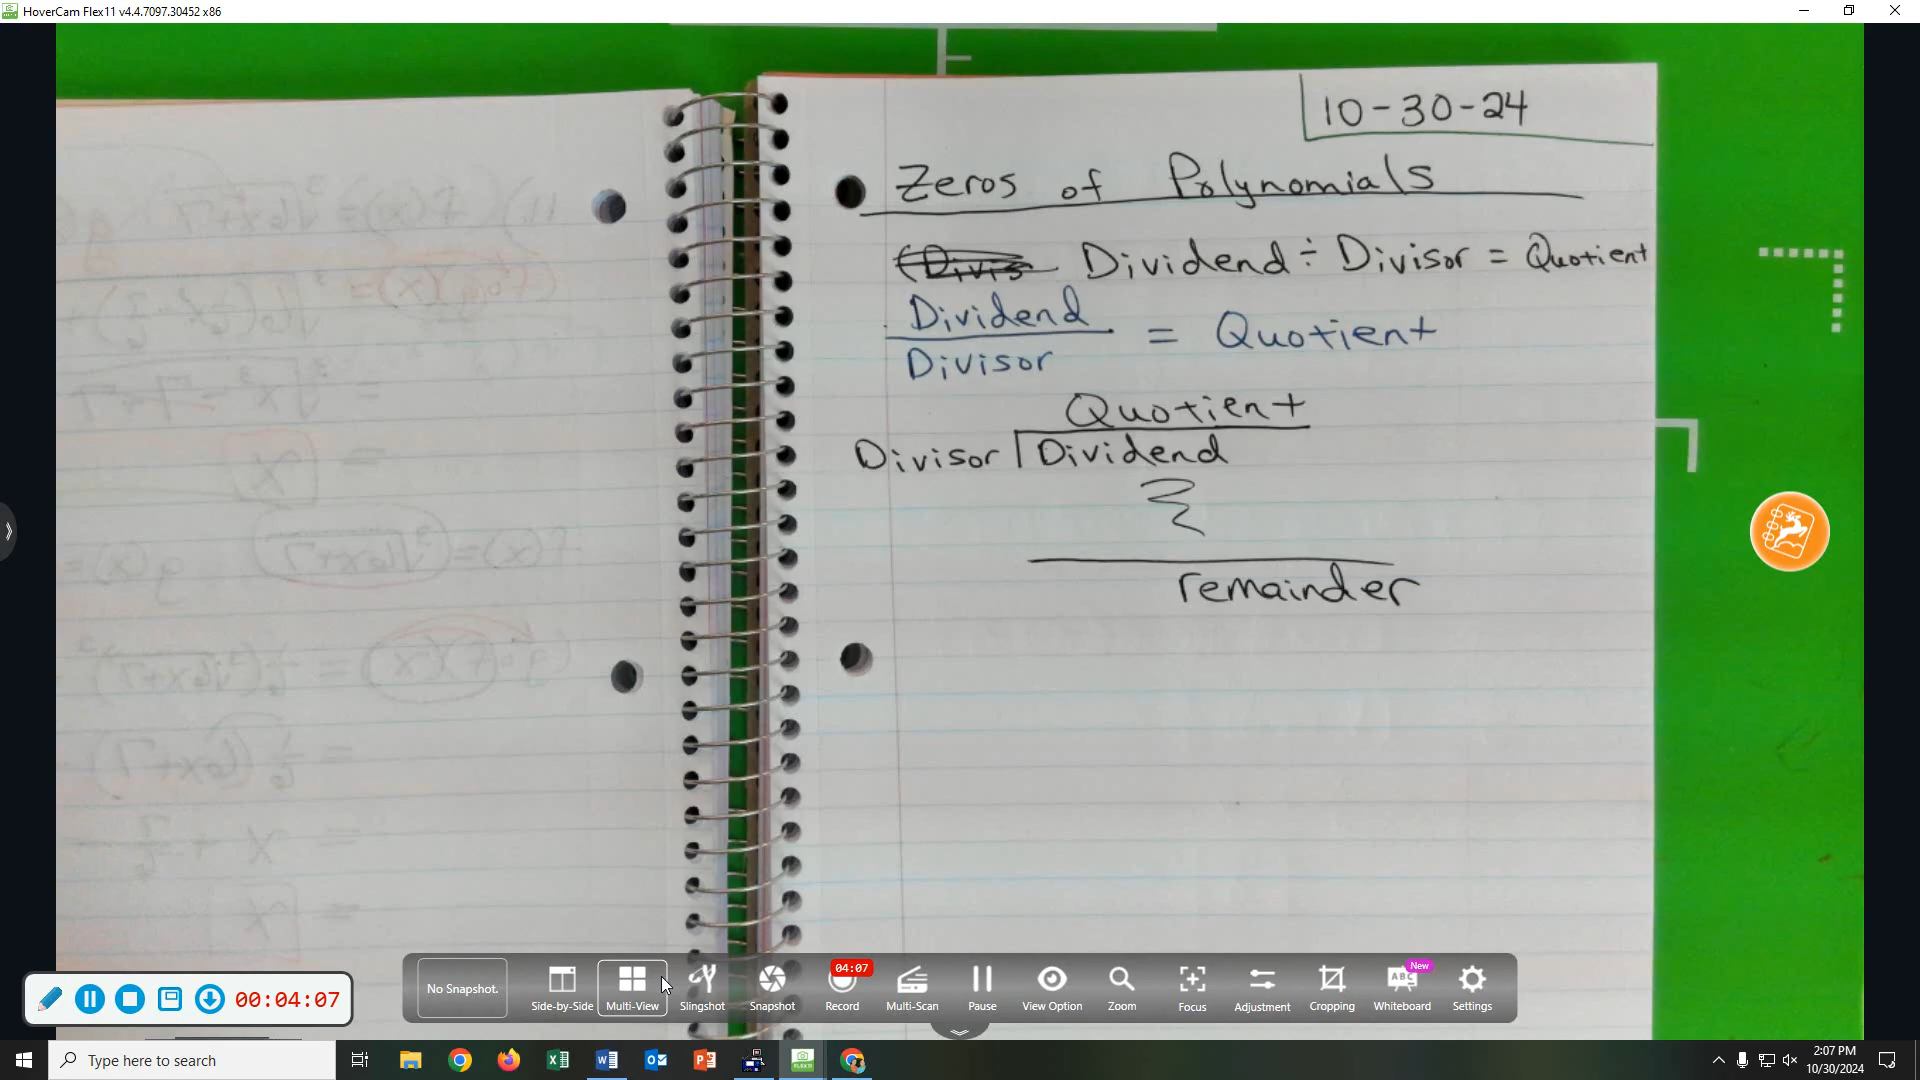 HoverCam Flex11 v4.4.7097.30452 x86
10-30-24
Zeros of Polynomials
Dividend ÷ Divisor = Quotient
Dividend
Divisor
= Quotient
Quotient
Divisor Dividend
remainder
No Snapshot.
Side-by-Side
Multi-View
Slingshot
Snapshot
04:07
Record
Multi-Scan
Pause
View Option
Zoom
Focus
Adjustment
Cropping
ABC
New
Whiteboard
Settings
00:04:07
Type here to search
2:07 PM
10/30/2024